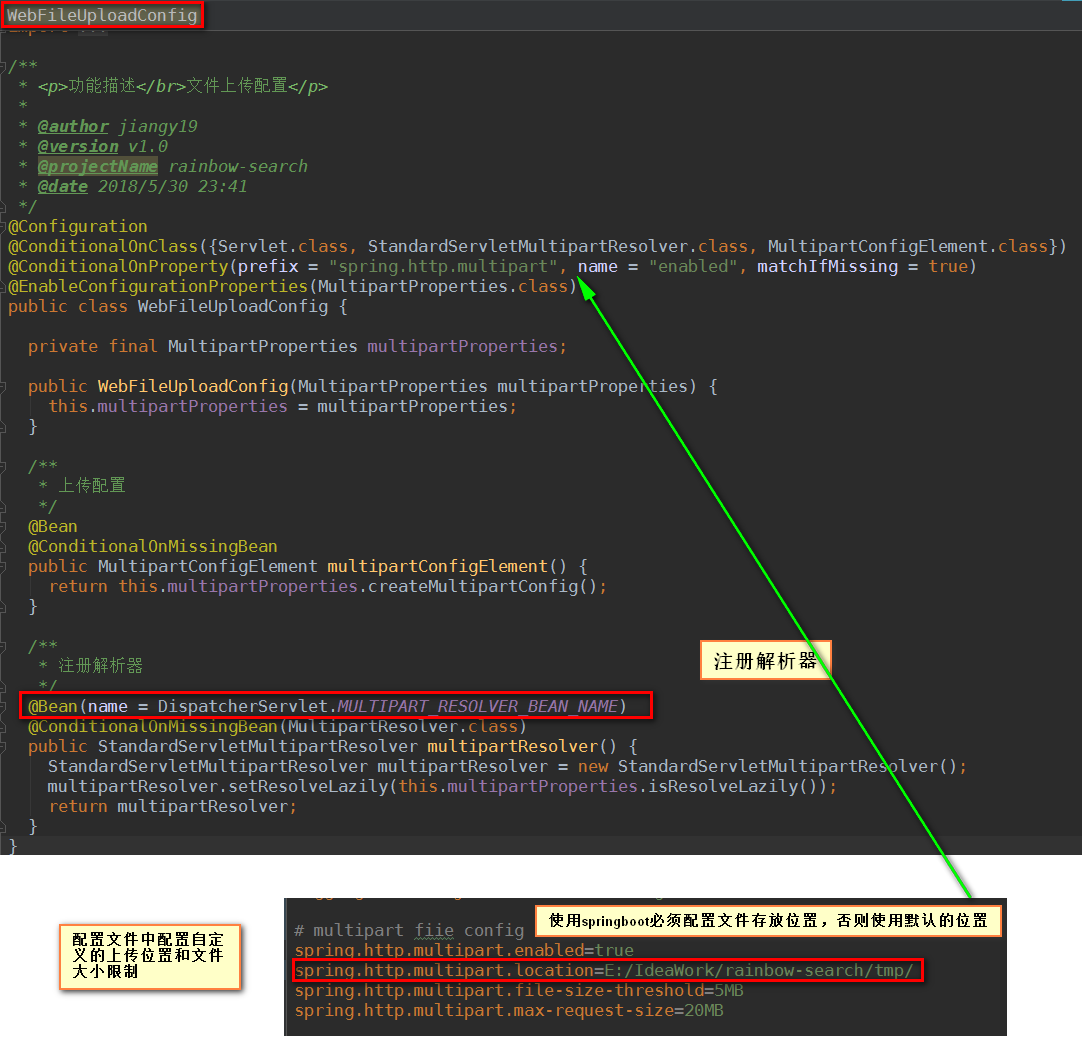 WebFileUploadConfig
/**
 * <p>功能描述</br>文件上传配置</p>
 *
 * @author jiangy19
 * @version v1.0
 * @projectName rainbow-search
 * @date 2018/5/30 23:41
 */
@Configuration
@ConditionalOnClass({Servlet.class, StandardServletMultipartResolver.class, MultipartConfigElement.class})
@ConditionalOnProperty(prefix = "spring.http.multipart", name = "enabled", matchIfMissing = true)
@EnableConfigurationProperties(MultipartProperties.class)
public class WebFileUploadConfig {
private final MultipartProperties multipartProperties;
public WebFileUploadConfig(MultipartProperties multipartProperties) {
this.multipartProperties = multipartProperties;
}
/**
 * 上传配置
 */
@Bean
@ConditionalOnMissingBean
public MultipartConfigElement multipartConfigElement() {
return this.multipartProperties.createMultipartConfig();
}
/**
 * 注册解析器
 */
注册解析器
@Bean(name = DispatcherServlet.MULTIPART_RESOLVER_BEAN_NAME)
@ConditionalOnMissingBean(MultipartResolver.class)
public StandardServletMultipartResolver multipartResolver() {
StandardServletMultipartResolver multipartResolver = new StandardServletMultipartResolver();
multipartResolver.setResolveLazily(this.multipartProperties.isResolveLazily());
return multipartResolver;
}
}
配置文件中配置自定
义的上传位置和文件
大小限制
使用springboot必须配置文件存放位置，否则使用默认的位置
# multipart fiie config
spring.http.multipart.enabled=true
spring.http.multipart.location=E:/IdeaWork/rainbow-search/tmp/
spring.http.multipart.file-size-threshold=5MB
spring.http.multipart.max-request-size=20MB